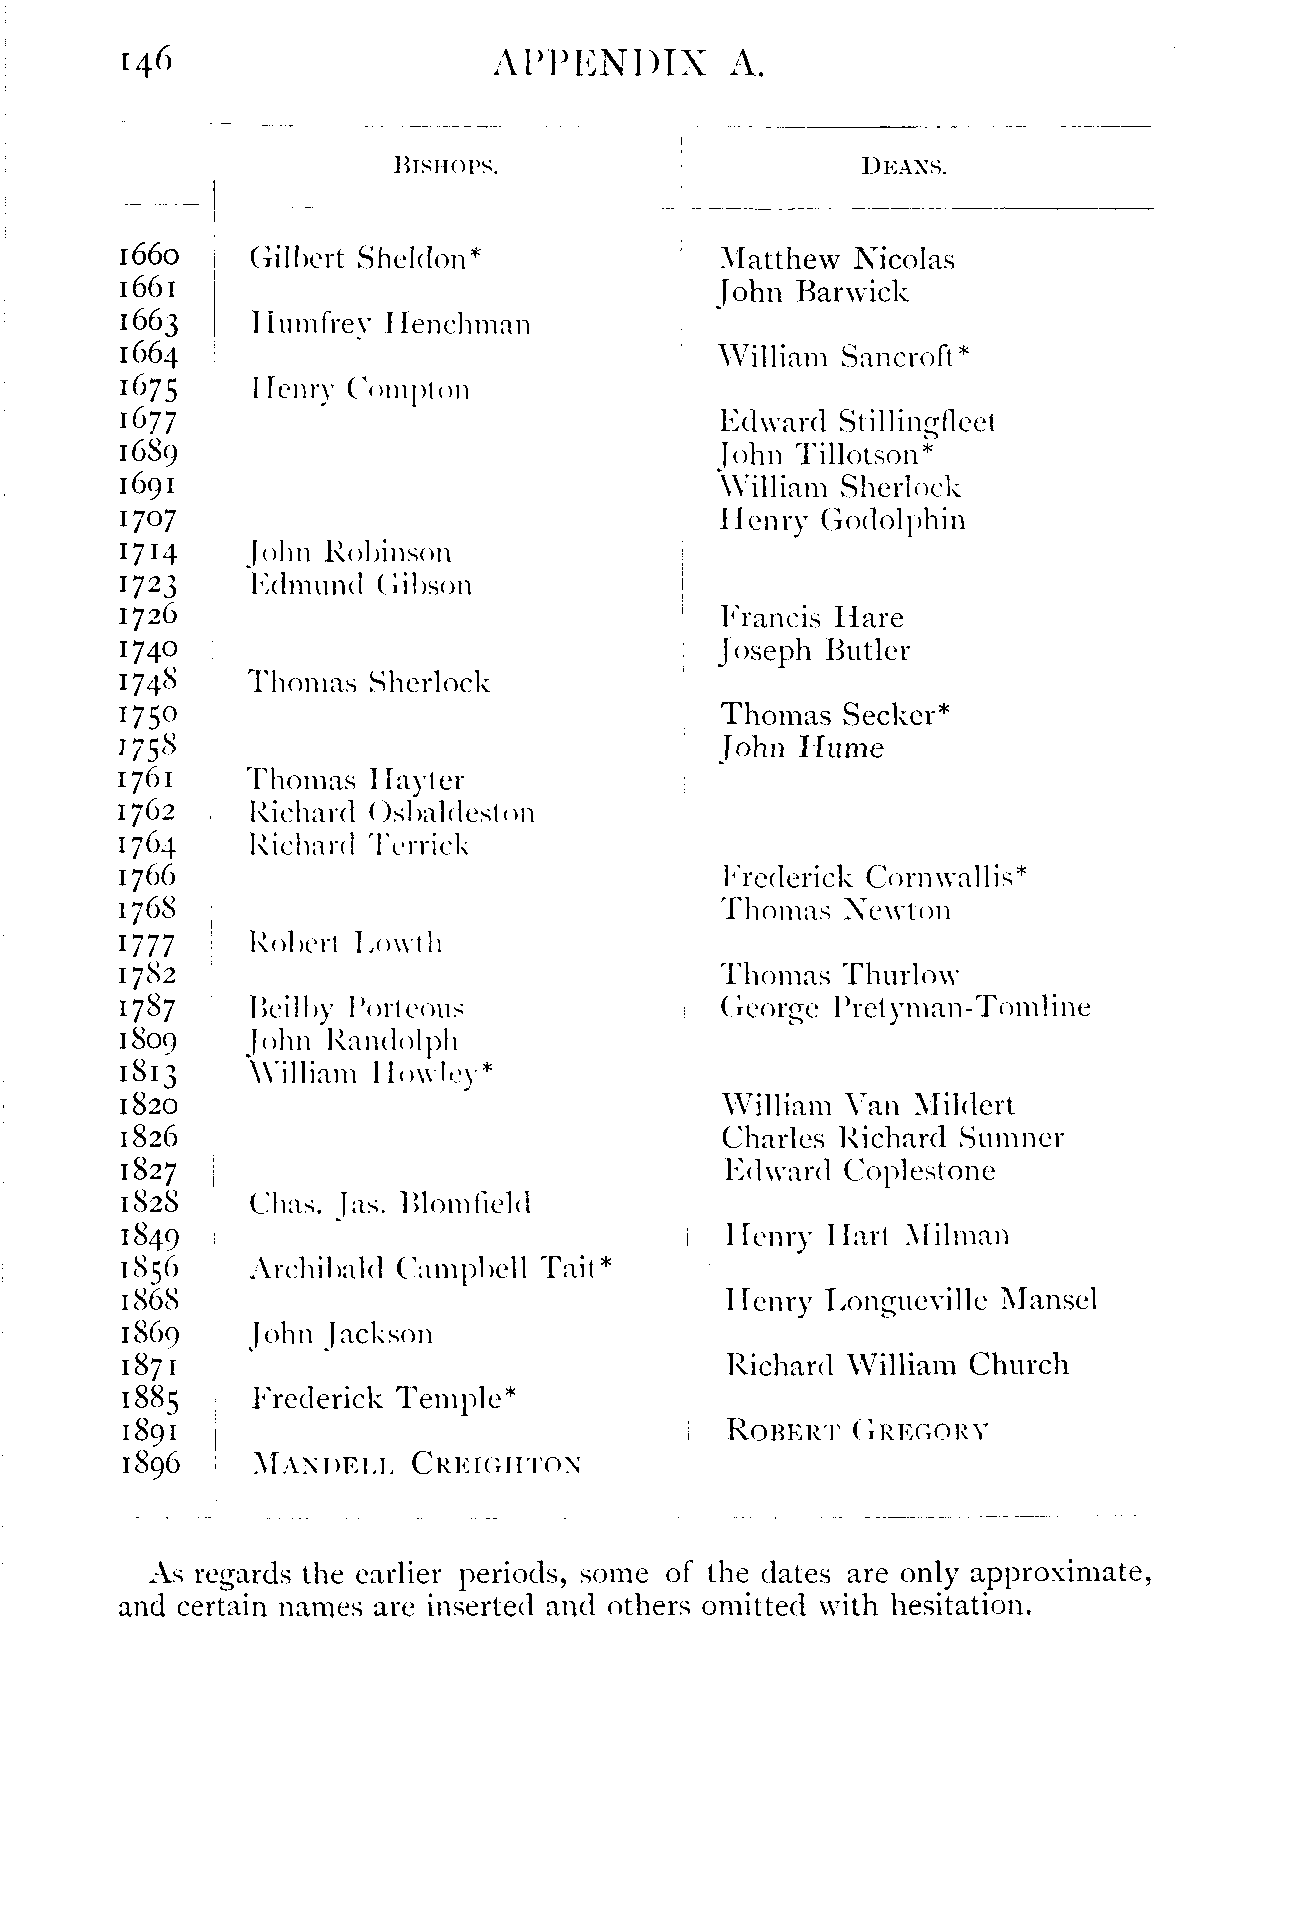 146 APPENDIX A.
BISHOPS. DEANS.
1660 Gilbert Sheldon* Matthew Nicolas
1661 John Barwick
1663 Humfrey Henchman
1664 William Sancroft*
1675 Henry Compton
1677 Edward Stillingfleet
1689 John Tillotson*
1691 William Sherlock
1707 Henry Godolphin
1714 John Robinson
1723 Edmund Gibson
1726 Francis Hare
1740 Joseph Butler
1748 Thomas Sherlock
1750 Thomas Secker*
1758 John Hume
1761 Thomas Hayter
1762 Richard Osbaldeston
1764 Richard Terrick
1766 Frederick Cornwallis*
1768 Thomas Newton
1777 Robert Lowth
1782 Thomas Thurlow
1787 Beilby Porteous George Pretyman-Tomline
1809 John Randolph
1813 William Howley*
1820 William Van Mildert
1826 Charles Richard Sumner
1827 Edward Coplestone
1828 Chas. Jas. Blomfield
1849 Henry Hart Milman
1856 Archibald Campbell Tait*
1868 Henry Longueville Mansel
1869 John Jackson
1871 Richard William Church
1885 Frederick Temple*
1891 ROBERT GREGORY
1896 MANDELL CREIGHTON
As regards the earlier periods, some of the dates are only approximate,
and certain names are inserted and others omitted with hesitation.